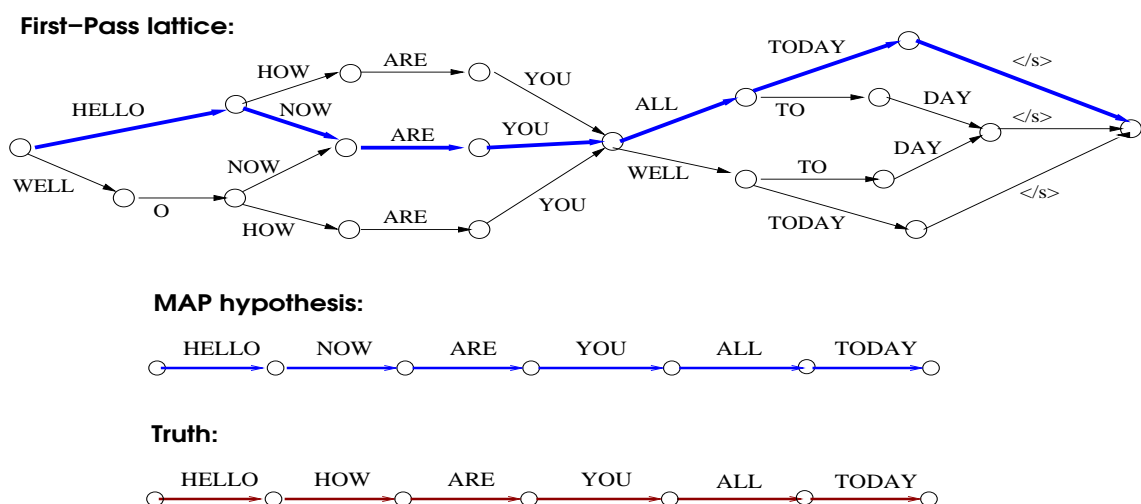 First-Pass lattice:
TODAY </s>
HOW ARE YOU
HELLO NOW ALL TO DAY
ARE YOU </s>
NOW WELL DAY
WELL TO
O ARE YOU </s>
HOW TODAY
MAP hypothesis:
HELLO NOW ARE YOU ALL TODAY
Truth:
HELLO HOW ARE YOU ALL TODAY